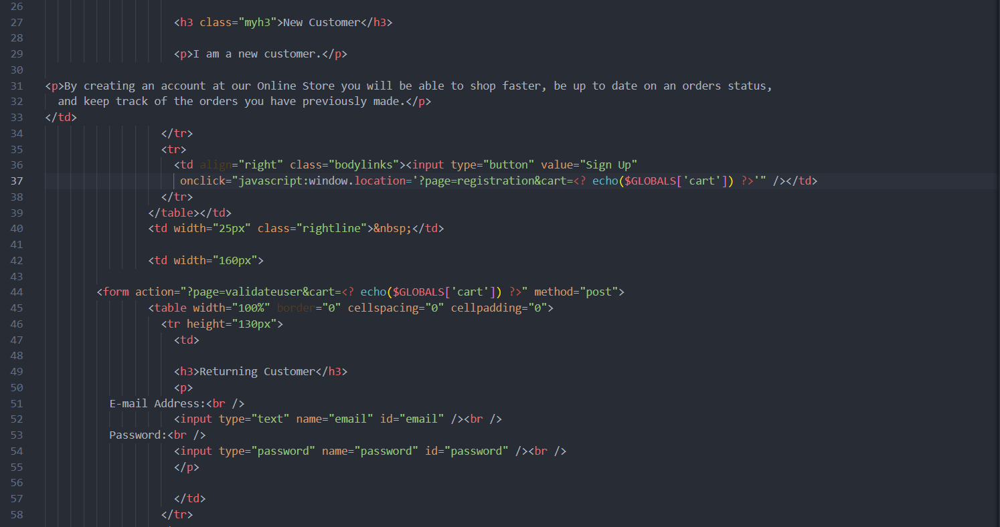 26
27 <h3 class="myh3">New Customer</h3>
28
29 <p>I am a new customer.</p>
30
31 <p>By creating an account at our Online Store you will be able to shop faster, be up to date on an orders status,
32 and keep track of the orders you have previously made.</p>
33 </td>
34 </tr>
35 <tr>
36 <td align="right" class="bodylinks"><input type="button" value="Sign Up"
37 onclick="javascript:window.location='?page=registration&cart=<? echo($GLOBALS['cart']) ?>'" /></td>
38 </tr>
39 </table></td>
40 <td width="25px" class="rightline">&nbsp;</td>
41
42 <td width="160px">
43
44 <form action="?page=validateuser&cart=<? echo($GLOBALS['cart']) ?>" method="post">
45 <table width="100%" border="0" cellspacing="0" cellpadding="0">
46 <tr height="130px">
47 <td>
48
49 <h3>Returning Customer</h3>
50 <p>
51 E-mail Address:<br />
52 <input type="text" name="email" id="email" /><br />
53 Password:<br />
54 <input type="password" name="password" id="password" /><br />
55 </p>
56
57 </td>
58 </tr>